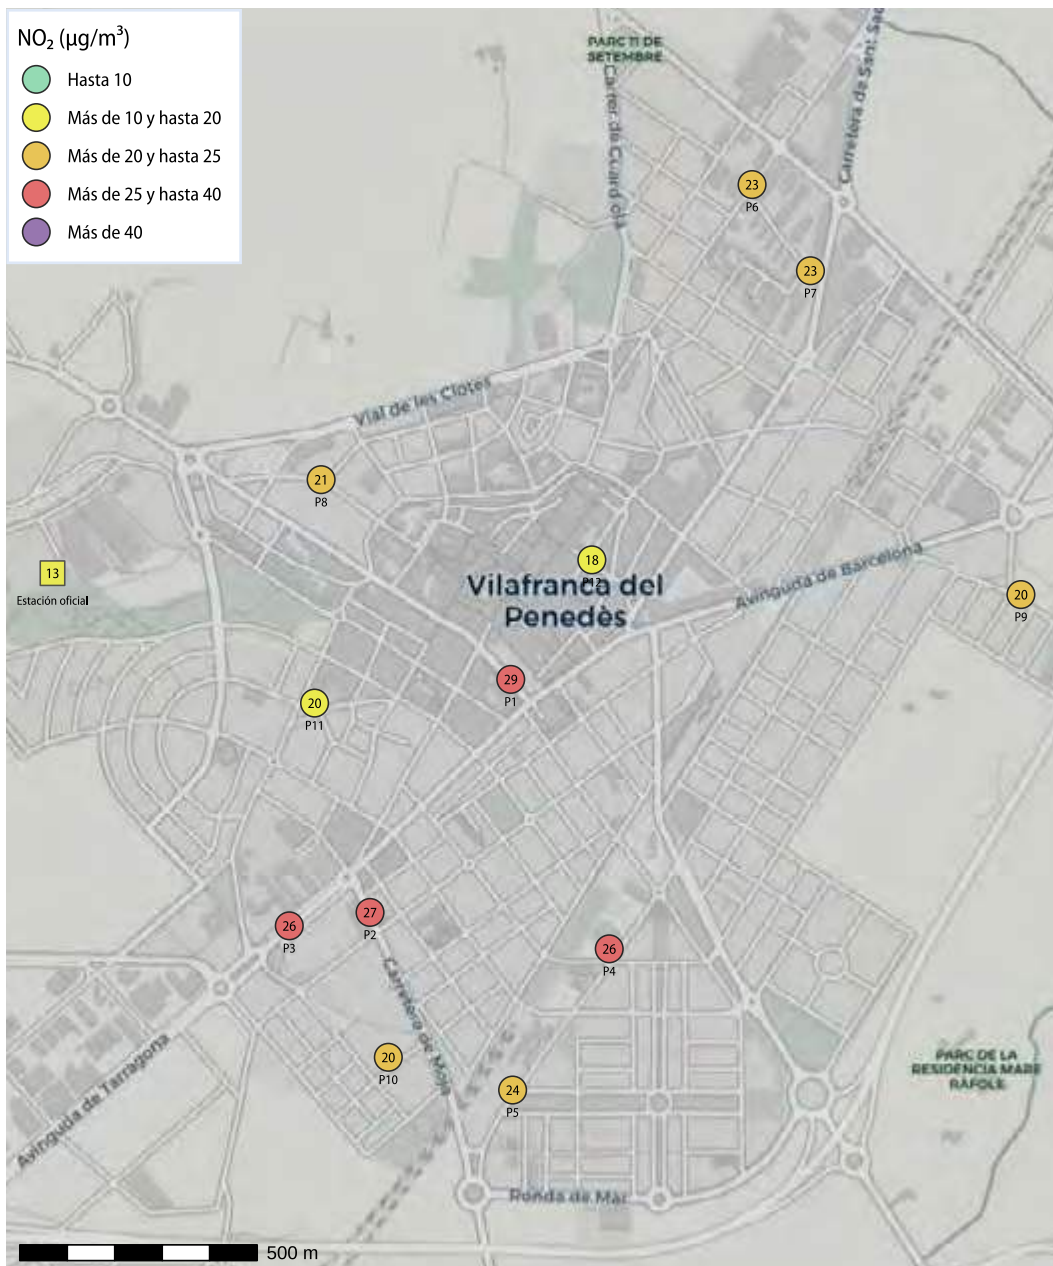 NO₂ (µg/m³)
Hasta 10
Más de 10 y hasta 20
Más de 20 y hasta 25
Más de 25 y hasta 40
Más de 40
PARC 11 DE
SETEMBRE
Carretera de Sant Sad
23
P6
23
P7
Vial de les Clotes
21
P8
18
P12
13
Estación oficial
Vilafranca del
Penedès
Avinguda de Barcelona
20
P9
29
P1
20
P11
27
P2
26
P3
26
P4
Carretera de Moja
Avinguda de Tarragona
20
P10
24
P5
PARC DE LA
RESIDÈNCIA MARE
RÀFOLS
Ronda de Mar
500 m